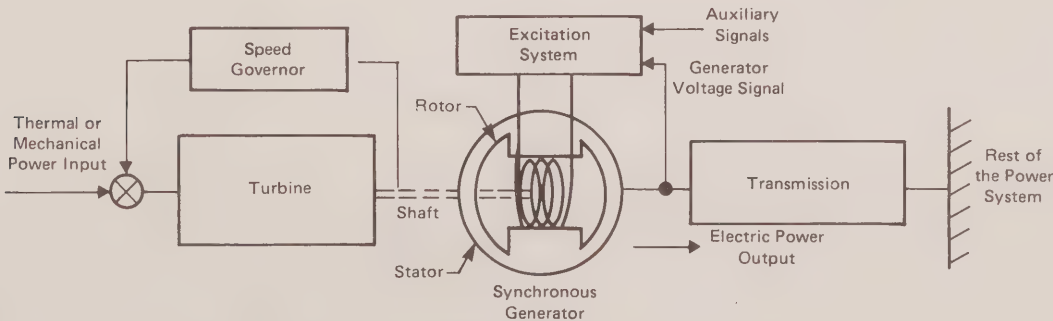 Auxiliary
Signals
Excitation
System
Speed
Governor
Generator
Voltage Signal
Rotor
Thermal or
Mechanical
Power Input
Turbine
Shaft
Transmission
Rest of
the Power
System
Stator
Electric Power
Output
Synchronous
Generator